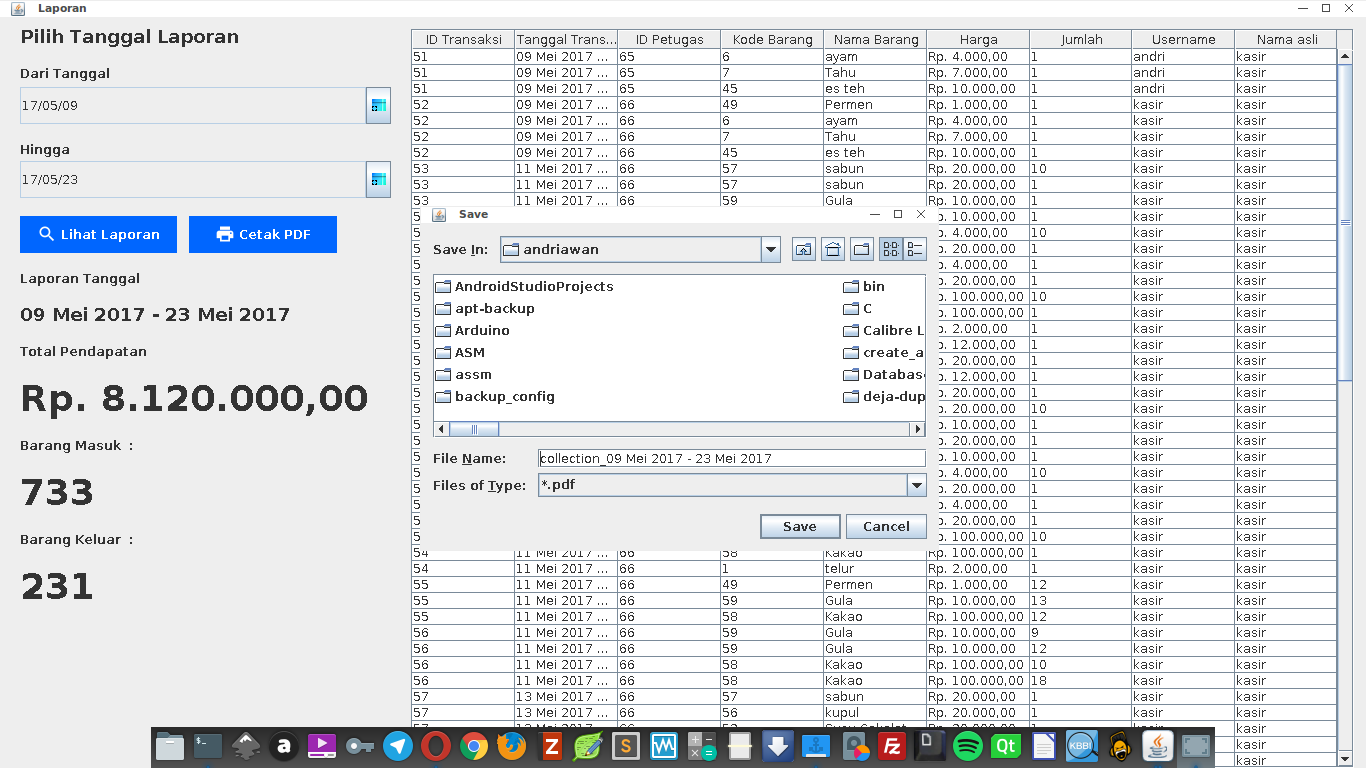 Laporan
Pilih Tanggal Laporan
Dari Tanggal
17/05/09
Hingga
17/05/23
Lihat Laporan
Cetak PDF
Laporan Tanggal
09 Mei 2017 - 23 Mei 2017
Total Pendapatan
Rp. 8.120.000,00
Barang Masuk :
733
Barang Keluar :
231
ID Transaksi Tanggal Trans... ID Petugas Kode Barang Nama Barang Harga Jumlah Username Nama asli
51 09 Mei 2017 ... 65 6 ayam Rp. 4.000,00 1 andri kasir
51 09 Mei 2017 ... 65 7 Tahu Rp. 7.000,00 1 andri kasir
51 09 Mei 2017 ... 65 45 es teh Rp. 10.000,00 1 andri kasir
52 09 Mei 2017 ... 66 49 Permen Rp. 1.000,00 1 kasir kasir
52 09 Mei 2017 ... 66 6 ayam Rp. 4.000,00 1 kasir kasir
52 09 Mei 2017 ... 66 7 Tahu Rp. 7.000,00 1 kasir kasir
52 09 Mei 2017 ... 66 45 es teh Rp. 10.000,00 1 kasir kasir
53 11 Mei 2017 ... 66 57 sabun Rp. 20.000,00 10 kasir kasir
53 11 Mei 2017 ... 66 57 sabun Rp. 20.000,00 1 kasir kasir
53 11 Mei 2017 ... 66 59 Gula Rp. 10.000,00 1 kasir kasir
5 10.000,00 1 kasir kasir
5 4.000,00 10 kasir kasir
5 20.000,00 1 kasir kasir
5 4.000,00 1 kasir kasir
5 20.000,00 1 kasir kasir
5 100.000,00 10 kasir kasir
5 100.000,00 1 kasir kasir
5 2.000,00 1 kasir kasir
5 12.000,00 1 kasir kasir
5 20.000,00 1 kasir kasir
5 12.000,00 1 kasir kasir
5 20.000,00 1 kasir kasir
5 20.000,00 10 kasir kasir
5 10.000,00 1 kasir kasir
5 20.000,00 1 kasir kasir
5 10.000,00 1 kasir kasir
5 4.000,00 10 kasir kasir
5 20.000,00 1 kasir kasir
5 4.000,00 1 kasir kasir
5 20.000,00 1 kasir kasir
5 100.000,00 10 kasir kasir
54 11 Mei 2017 ... 66 58 Kakao Rp. 100.000,00 1 kasir kasir
54 11 Mei 2017 ... 66 1 telur Rp. 2.000,00 1 kasir kasir
55 11 Mei 2017 ... 66 49 Permen Rp. 1.000,00 12 kasir kasir
55 11 Mei 2017 ... 66 59 Gula Rp. 10.000,00 13 kasir kasir
55 11 Mei 2017 ... 66 58 Kakao Rp. 100.000,00 12 kasir kasir
56 11 Mei 2017 ... 66 59 Gula Rp. 10.000,00 9 kasir kasir
56 11 Mei 2017 ... 66 59 Gula Rp. 10.000,00 12 kasir kasir
56 11 Mei 2017 ... 66 58 Kakao Rp. 100.000,00 10 kasir kasir
56 11 Mei 2017 ... 66 58 Kakao Rp. 100.000,00 18 kasir kasir
57 13 Mei 2017 ... 66 57 sabun Rp. 20.000,00 1 kasir kasir
57 13 Mei 2017 ... 66 56 kupul Rp. 20.000,00 1 kasir kasir
kasir
kasir
kasir
Save
Save In: andriawan
AndroidStudioProjects bin
apt-backup C
Arduino Calibre L
ASM create_a
assm Databas
backup_config deja-dup
File Name: collection_09 Mei 2017 - 23 Mei 2017
Files of Type: *.pdf
Save Cancel
a Z S W Fz D Qt KBBI